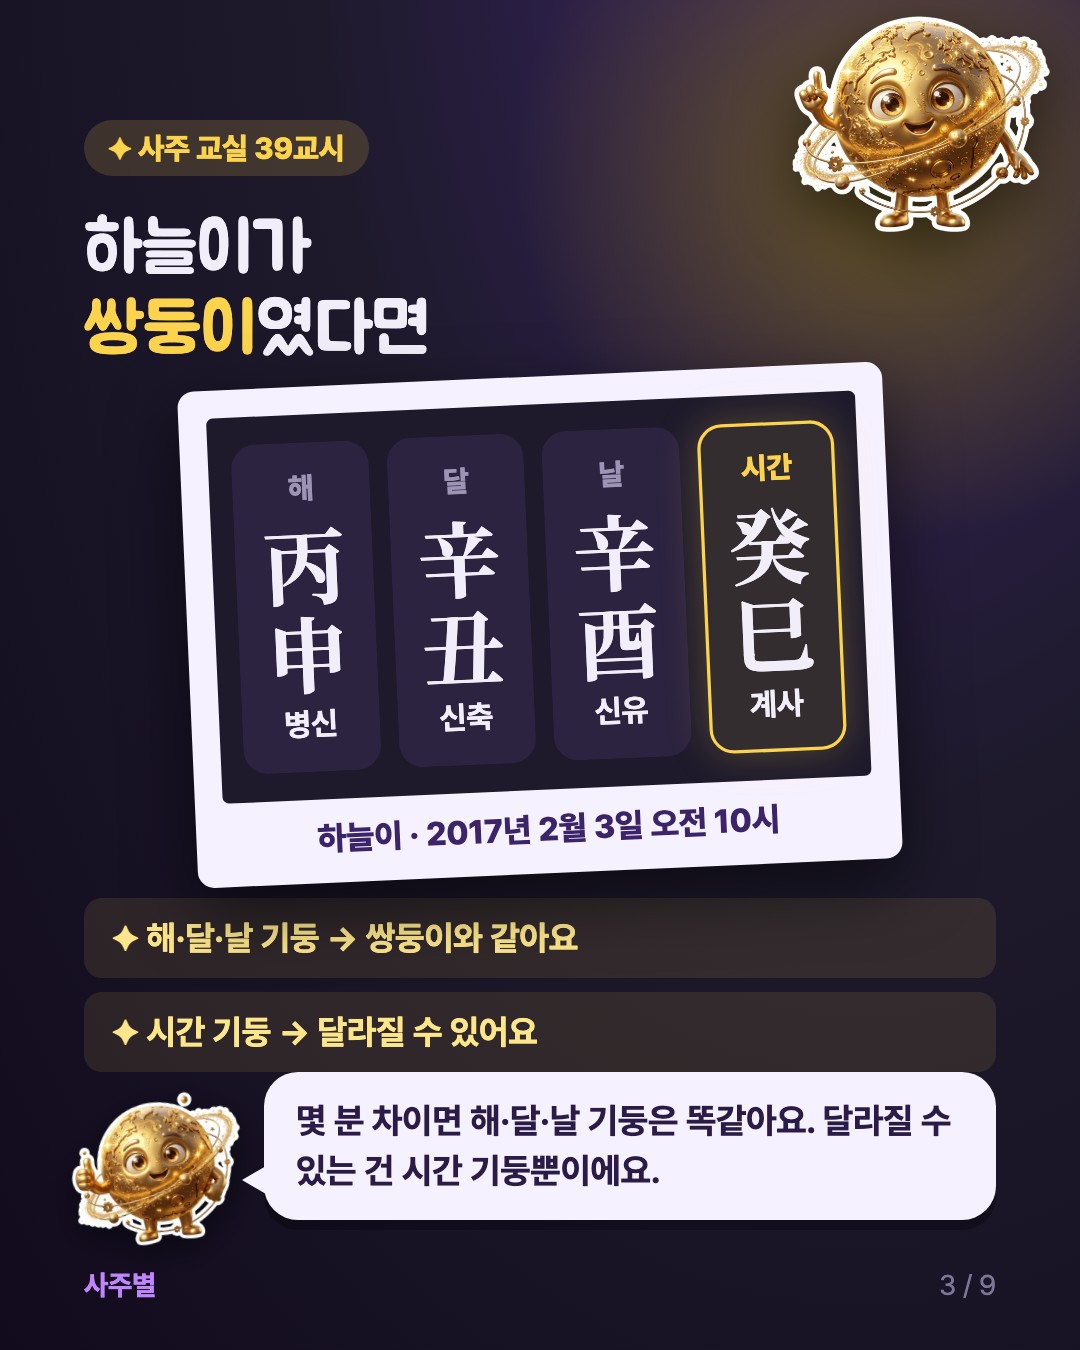 ✦ 사주 교실 39교시
하늘이가
쌍둥이였다면
해 달 날 시간
丙 辛 辛 癸
申 丑 酉 巳
병신 신축 신유 계사
하늘이 · 2017년 2월 3일 오전 10시
✦ 해·달·날 기둥 → 쌍둥이와 같아요
✦ 시간 기둥 → 달라질 수 있어요
몇 분 차이면 해·달·날 기둥은 똑같아요. 달라질 수
있는 건 시간 기둥뿐이에요.
사주별
3 / 9